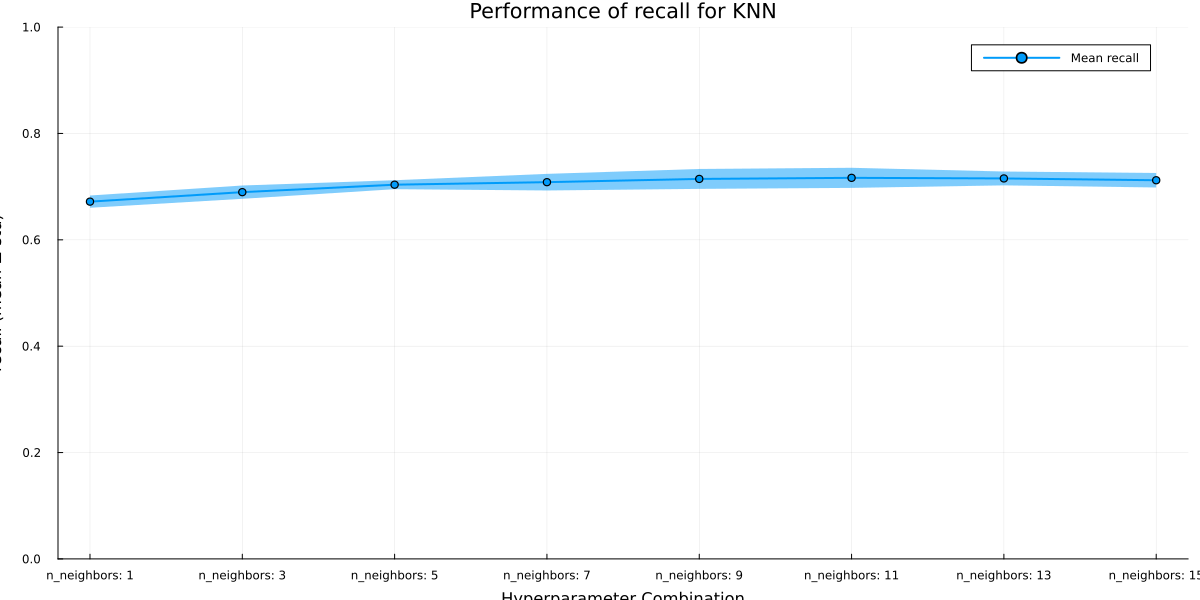 Performance of recall for KNN
Mean recall
1.0
0.8
0.6
0.4
0.2
0.0
n_neighbors: 1 n_neighbors: 3 n_neighbors: 5 n_neighbors: 7 n_neighbors: 9 n_neighbors: 11 n_neighbors: 13 n_neighbors: 15
Hyperparameter Combination